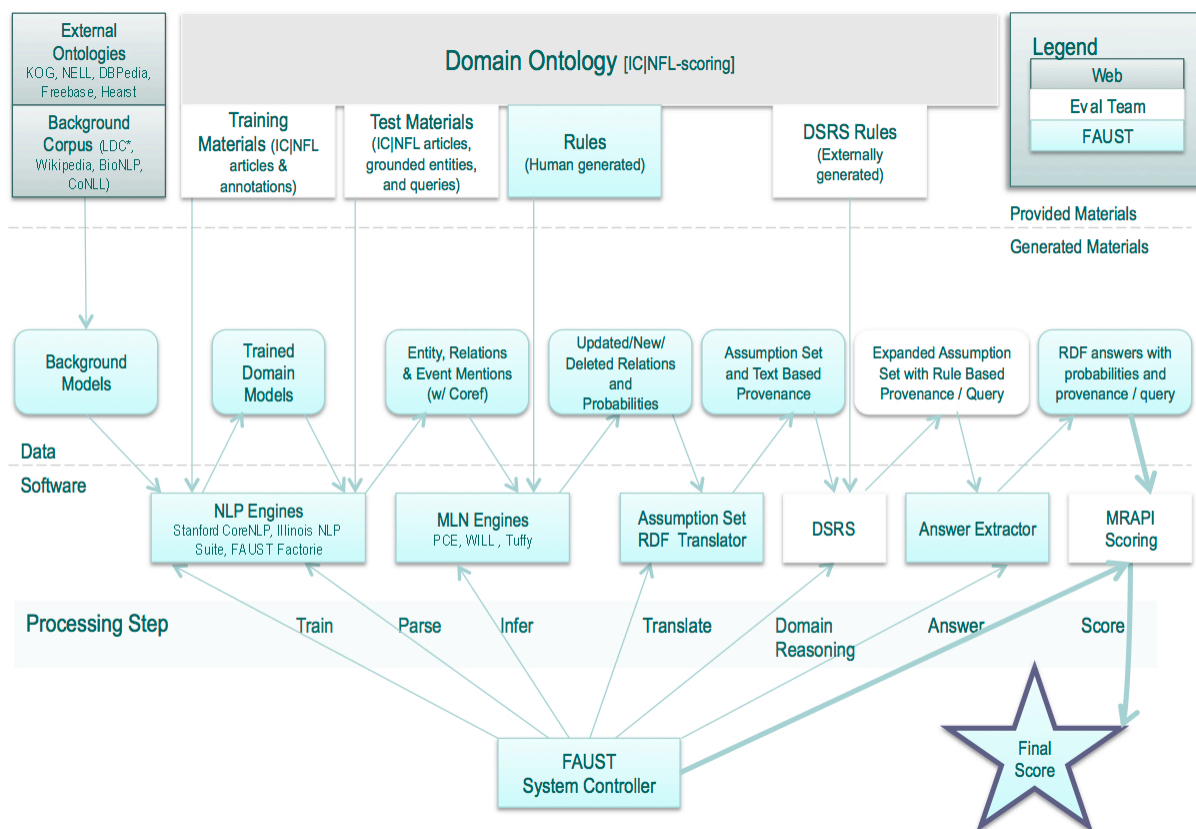 External
Ontologies
KOG, NELL, DBPedia,
Freebase, Hearst
Background
Corpus (LDC*,
Wikipedia, BioNLP,
CoNLL)
Domain Ontology [IC|NFL-scoring]
Training
Materials (IC|NFL
articles &
annotations)
Test Materials
(IC|NFL articles,
grounded entities,
and queries)
Rules
(Human generated)
DSRS Rules
(Externally
generated)
Legend
Web
Eval Team
FAUST
Provided Materials
Generated Materials
Background
Models
Trained
Domain
Models
Entity, Relations
& Event Mentions
(w/ Coref)
Updated/New/
Deleted Relations
and
Probabilities
Assumption Set
and Text Based
Provenance
Expanded Assumption
Set with Rule Based
Provenance / Query
RDF answers with
probabilities and
provenance / query
Data
Software
NLP Engines
Stanford CoreNLP, Illinois NLP
Suite, FAUST Factorie
MLN Engines
PCE, WILL , Tuffy
Assumption Set
RDF Translator
DSRS
Answer Extractor
MRAPI
Scoring
Processing Step
Train
Parse
Infer
Translate
Domain
Reasoning
Answer
Score
FAUST
System Controller
Final
Score